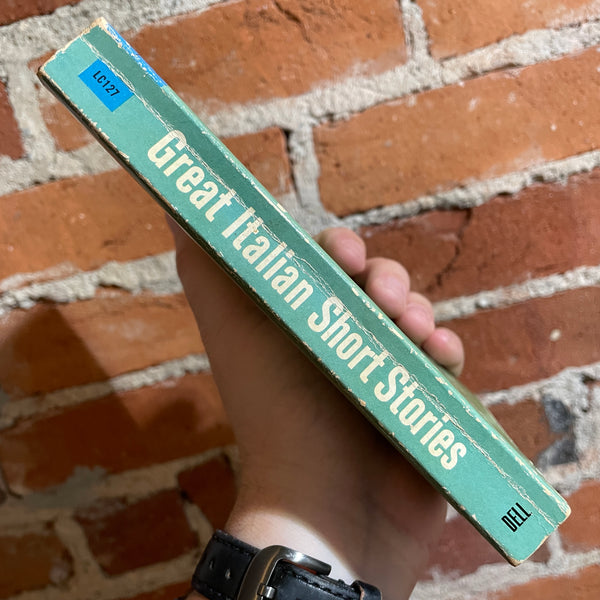 LC127
Great Italian Short Stories
DELL